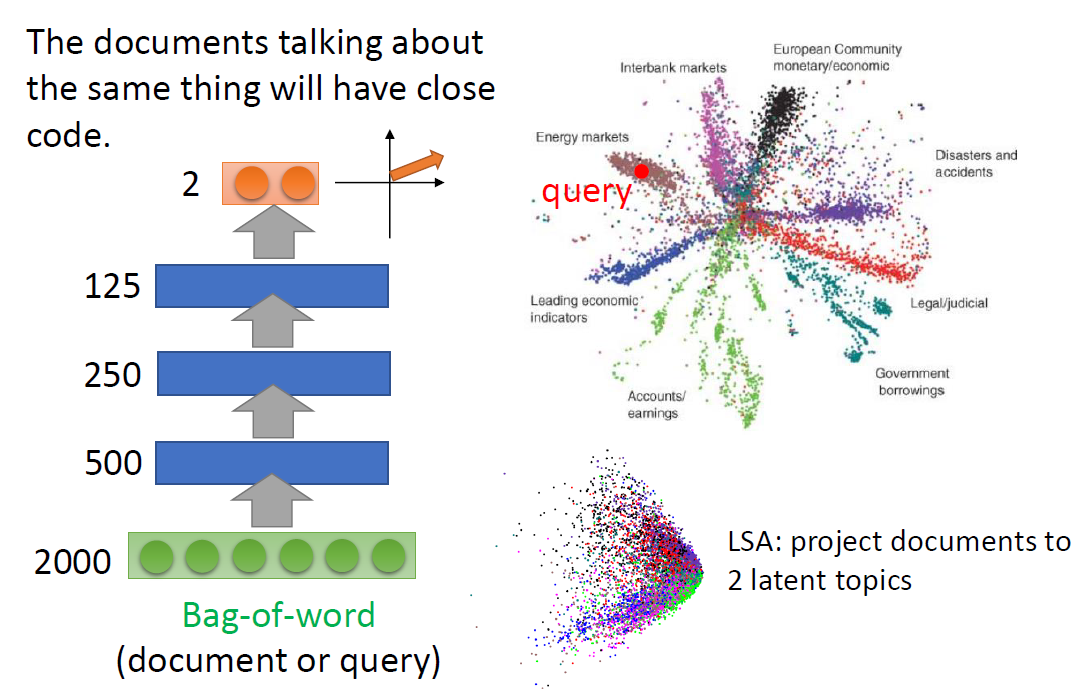 The documents talking about
the same thing will have close
code.
2
125
250
500
2000
Bag-of-word
(document or query)
European Community
monetary/economic
Interbank markets
Energy markets
Disasters and
accidents
query
Leading economic
indicators
Legal/judicial
Government
borrowings
Accounts/
earnings
LSA: project documents to
2 latent topics